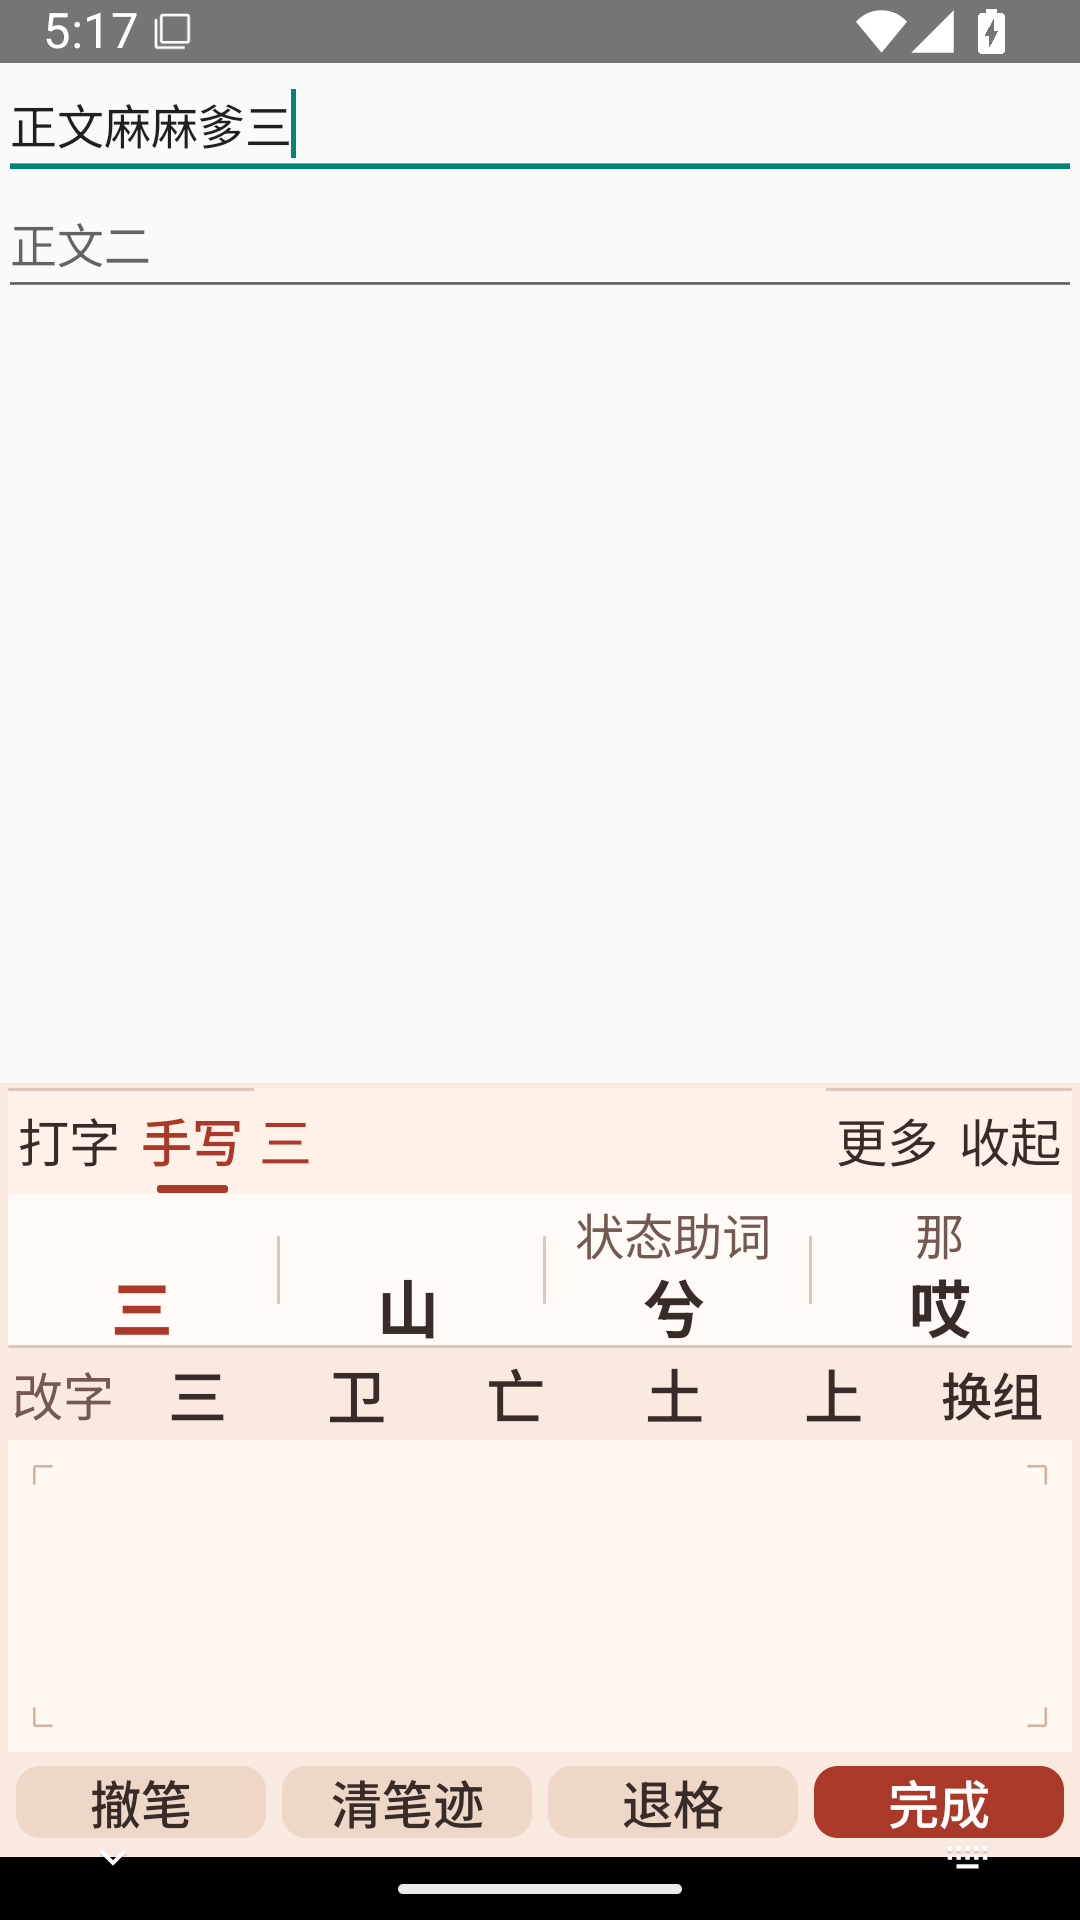 5:17
正文麻麻爹三
正文二
打字 手写 三 更多 收起
状态助词 那
三 山 兮 哎
改字 三 卫 亡 土 上 换组
撤笔 清笔迹 退格 完成